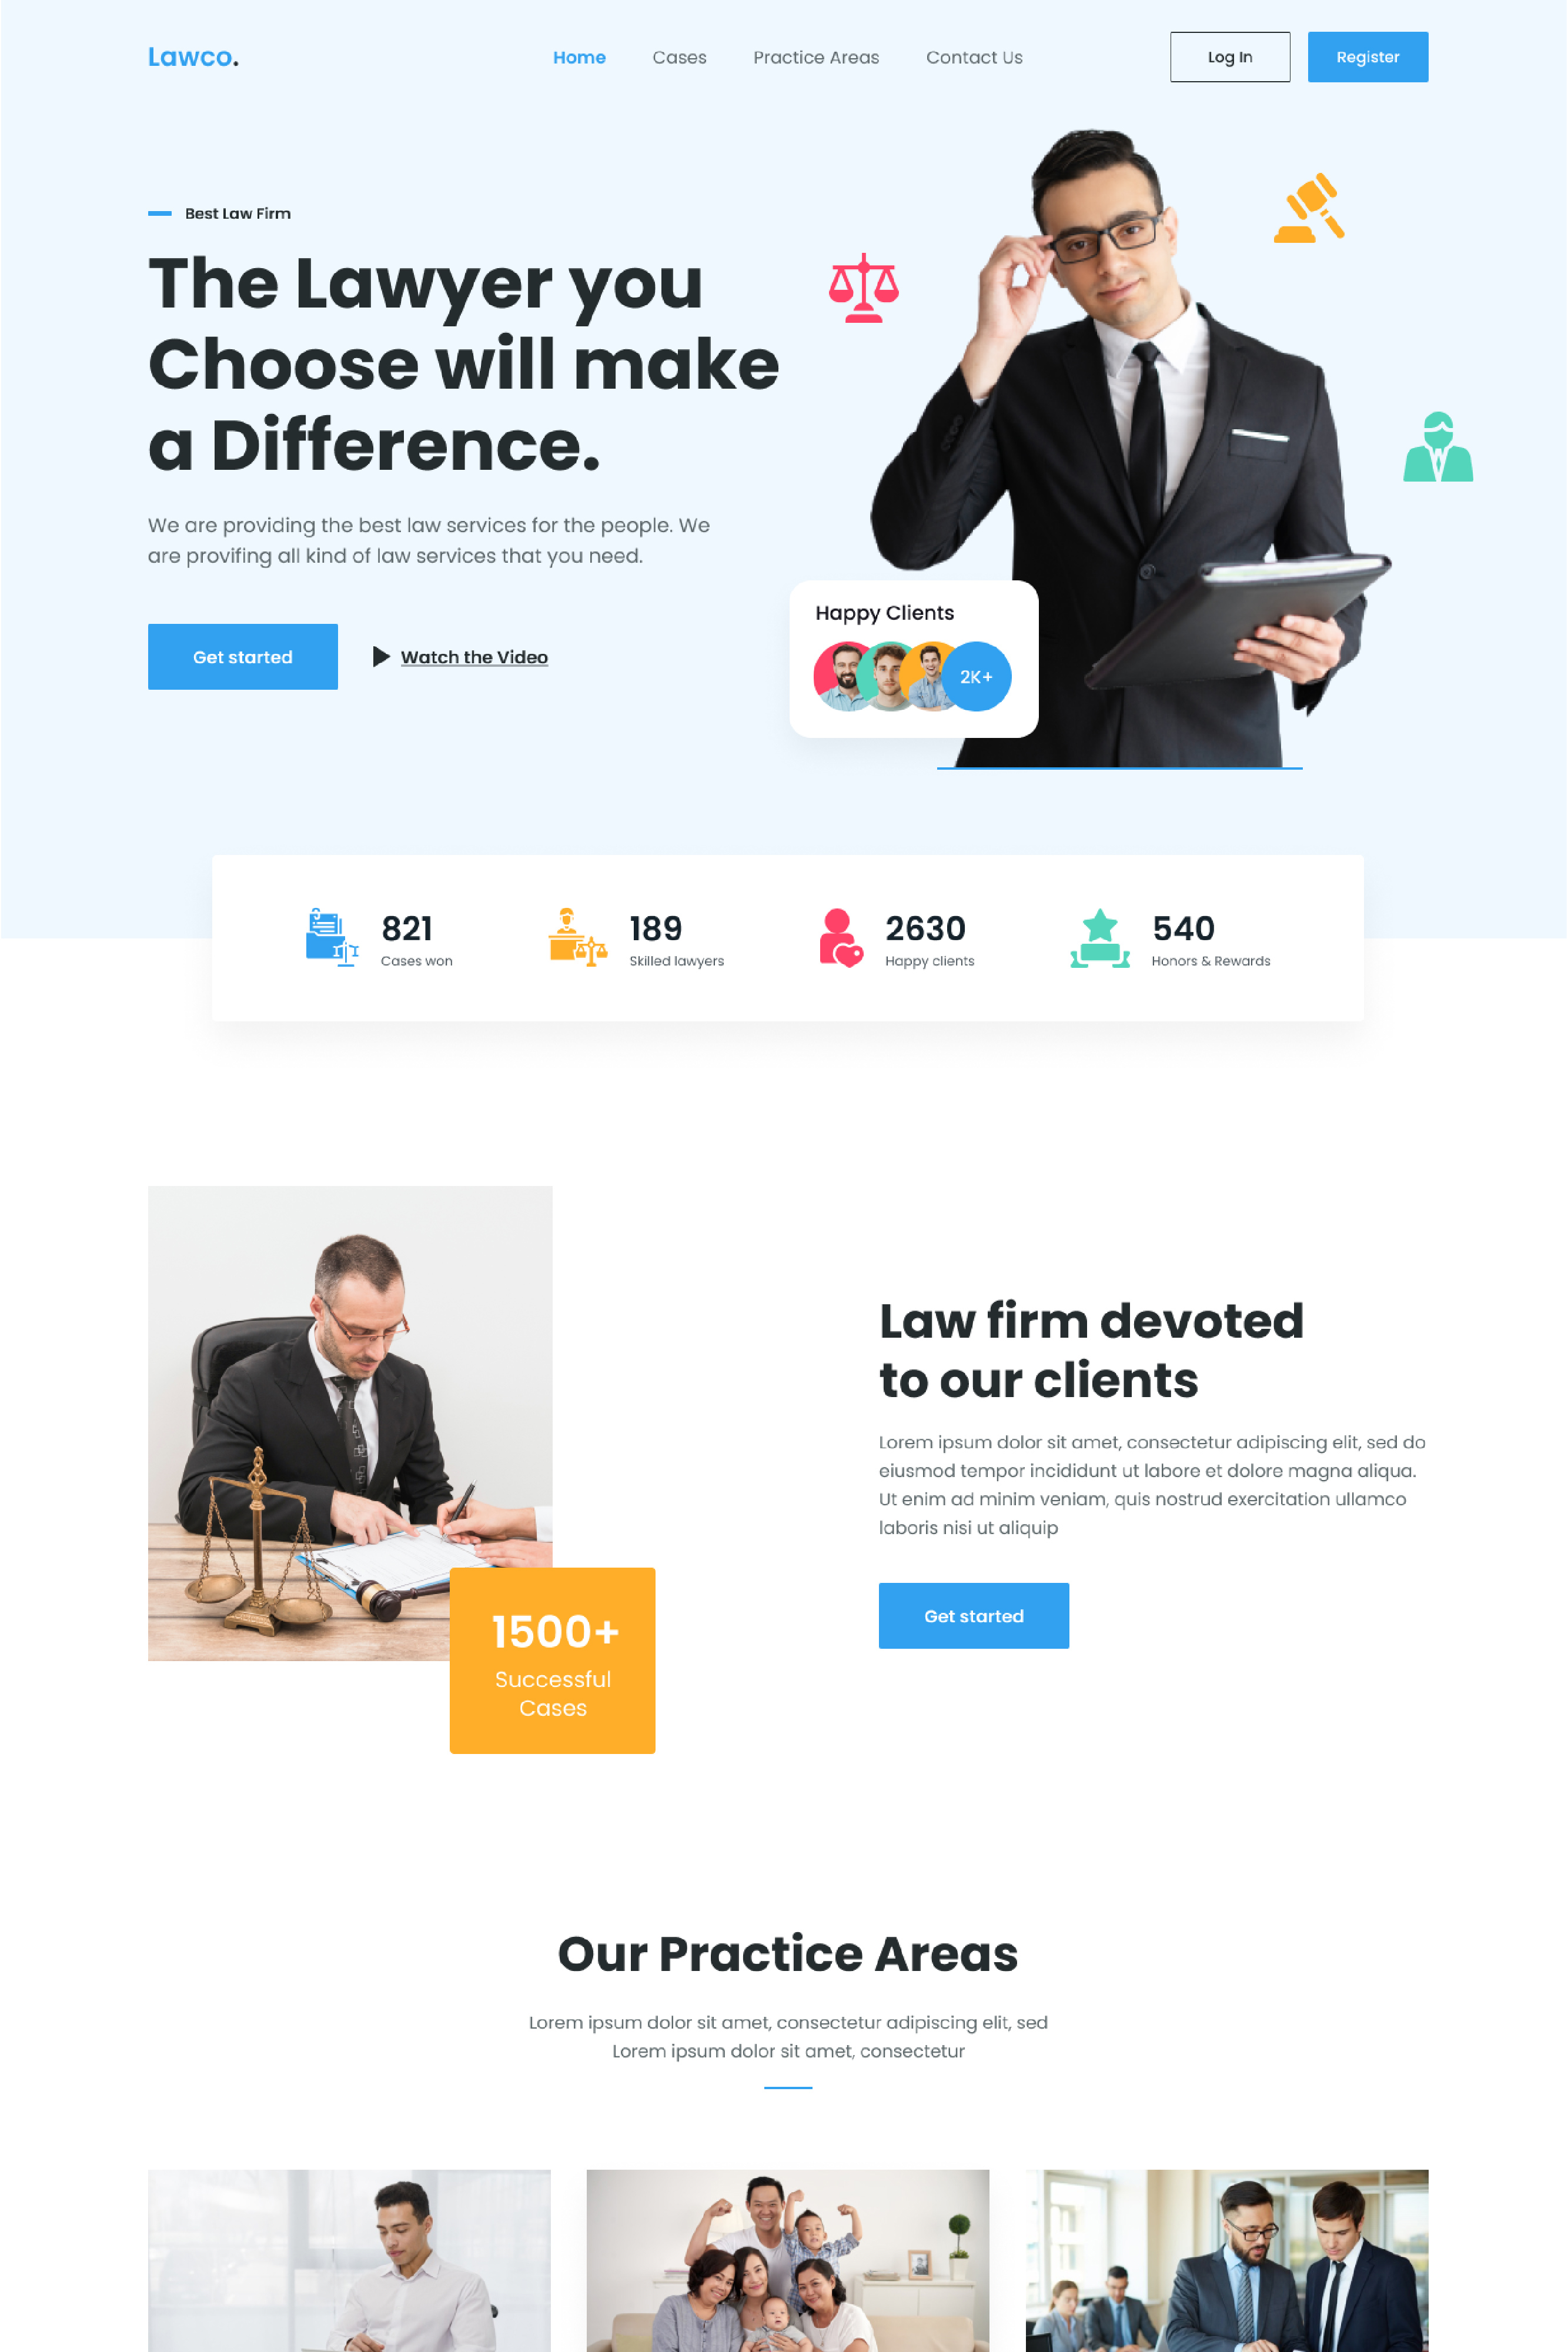 Lawco.
Home
Cases
Practice Areas
Contact Us
Log In
Register
Best Law Firm
The Lawyer you
Choose will make
a Difference.
We are providing the best law services for the people. We
are provifing all kind of law services that you need.
Get started
Watch the Video
Happy Clients
2K+
821
Cases won
189
Skilled lawyers
2630
Happy clients
540
Honors & Rewards
1500+
Successful
Cases
Law firm devoted
to our clients
Lorem ipsum dolor sit amet, consectetur adipiscing elit, sed do
eiusmod tempor incididunt ut labore et dolore magna aliqua.
Ut enim ad minim veniam, quis nostrud exercitation ullamco
laboris nisi ut aliquip
Get started
Our Practice Areas
Lorem ipsum dolor sit amet, consectetur adipiscing elit, sed
Lorem ipsum dolor sit amet, consectetur